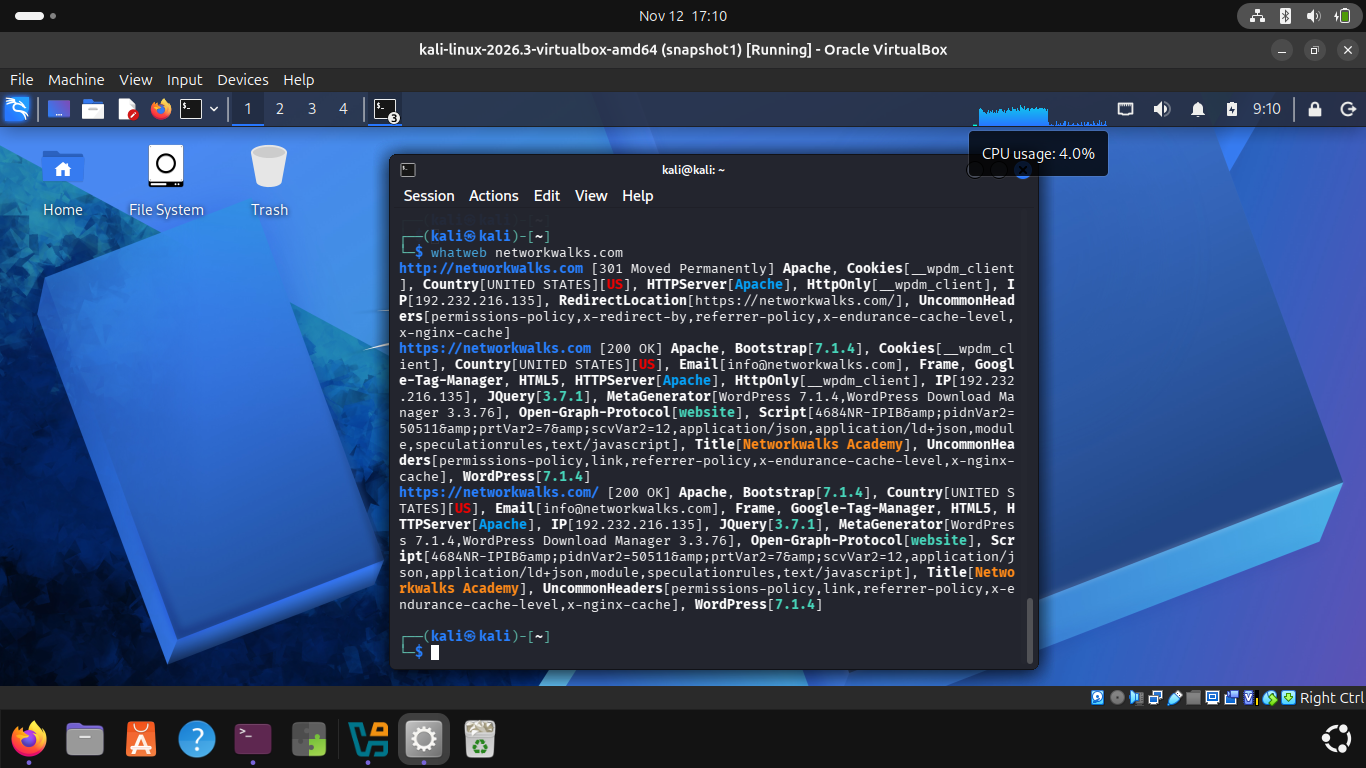 Nov 12 17:10
kali-linux-2026.3-virtualbox-amd64 (snapshot1) [Running] - Oracle VirtualBox
File Machine View Input Devices Help
1 2 3 4 3 9:10
CPU usage: 4.0%
Home File System Trash
kali@kali: ~
Session Actions Edit View Help
┌──(kali㉿kali)-[~]
└─$ whatweb networkwalks.com
http://networkwalks.com [301 Moved Permanently] Apache, Cookies[__wpdm_client
], Country[UNITED STATES][US], HTTPServer[Apache], HttpOnly[__wpdm_client], I
P[192.232.216.135], RedirectLocation[https://networkwalks.com/], UncommonHead
ers[permissions-policy,x-redirect-by,referrer-policy,x-endurance-cache-level,
x-nginx-cache]
https://networkwalks.com [200 OK] Apache, Bootstrap[7.1.4], Cookies[__wpdm_cl
ient], Country[UNITED STATES][US], Email[info@networkwalks.com], Frame, Googl
e-Tag-Manager, HTML5, HTTPServer[Apache], HttpOnly[__wpdm_client], IP[192.232
.216.135], JQuery[3.7.1], MetaGenerator[WordPress 7.1.4,WordPress Download Ma
nager 3.3.76], Open-Graph-Protocol[website], Script[4684NR-IPIB&amp;pidnVar2=
50511&amp;prtVar2=7&amp;scvVar2=12,application/json,application/ld+json,modul
e,speculationrules,text/javascript], Title[Networkwalks Academy], UncommonHea
ders[permissions-policy,link,referrer-policy,x-endurance-cache-level,x-nginx-
cache], WordPress[7.1.4]
https://networkwalks.com/ [200 OK] Apache, Bootstrap[7.1.4], Country[UNITED S
TATES][US], Email[info@networkwalks.com], Frame, Google-Tag-Manager, HTML5, H
TTPServer[Apache], IP[192.232.216.135], JQuery[3.7.1], MetaGenerator[WordPres
s 7.1.4,WordPress Download Manager 3.3.76], Open-Graph-Protocol[website], Scr
ipt[4684NR-IPIB&amp;pidnVar2=50511&amp;prtVar2=7&amp;scvVar2=12,application/j
son,application/ld+json,module,speculationrules,text/javascript], Title[Netwo
rkwalks Academy], UncommonHeaders[permissions-policy,link,referrer-policy,x-e
ndurance-cache-level,x-nginx-cache], WordPress[7.1.4]
┌──(kali㉿kali)-[~]
└─$
Right Ctrl